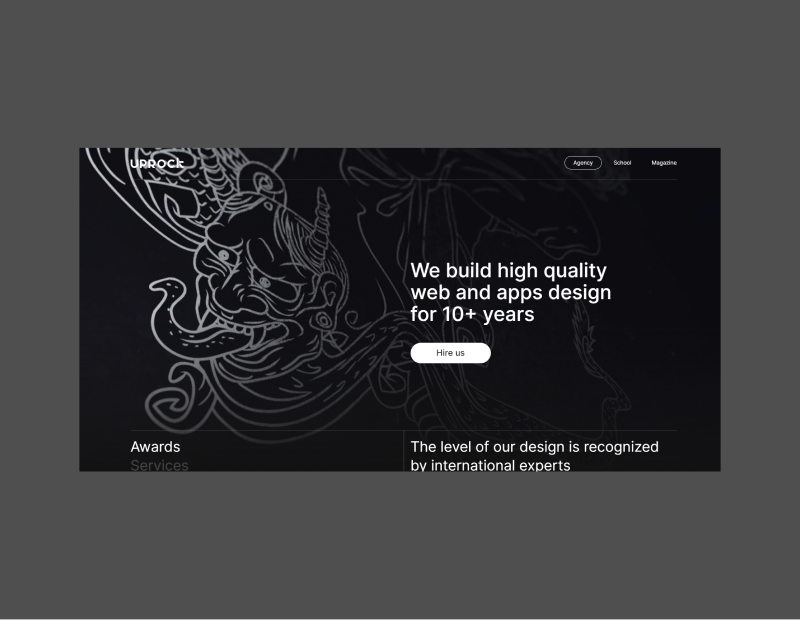 UPROCK
Agency
School
Magazine
We build high quality
web and apps design
for 10+ years
Hire us
Awards
The level of our design is recognized
Services
by international experts